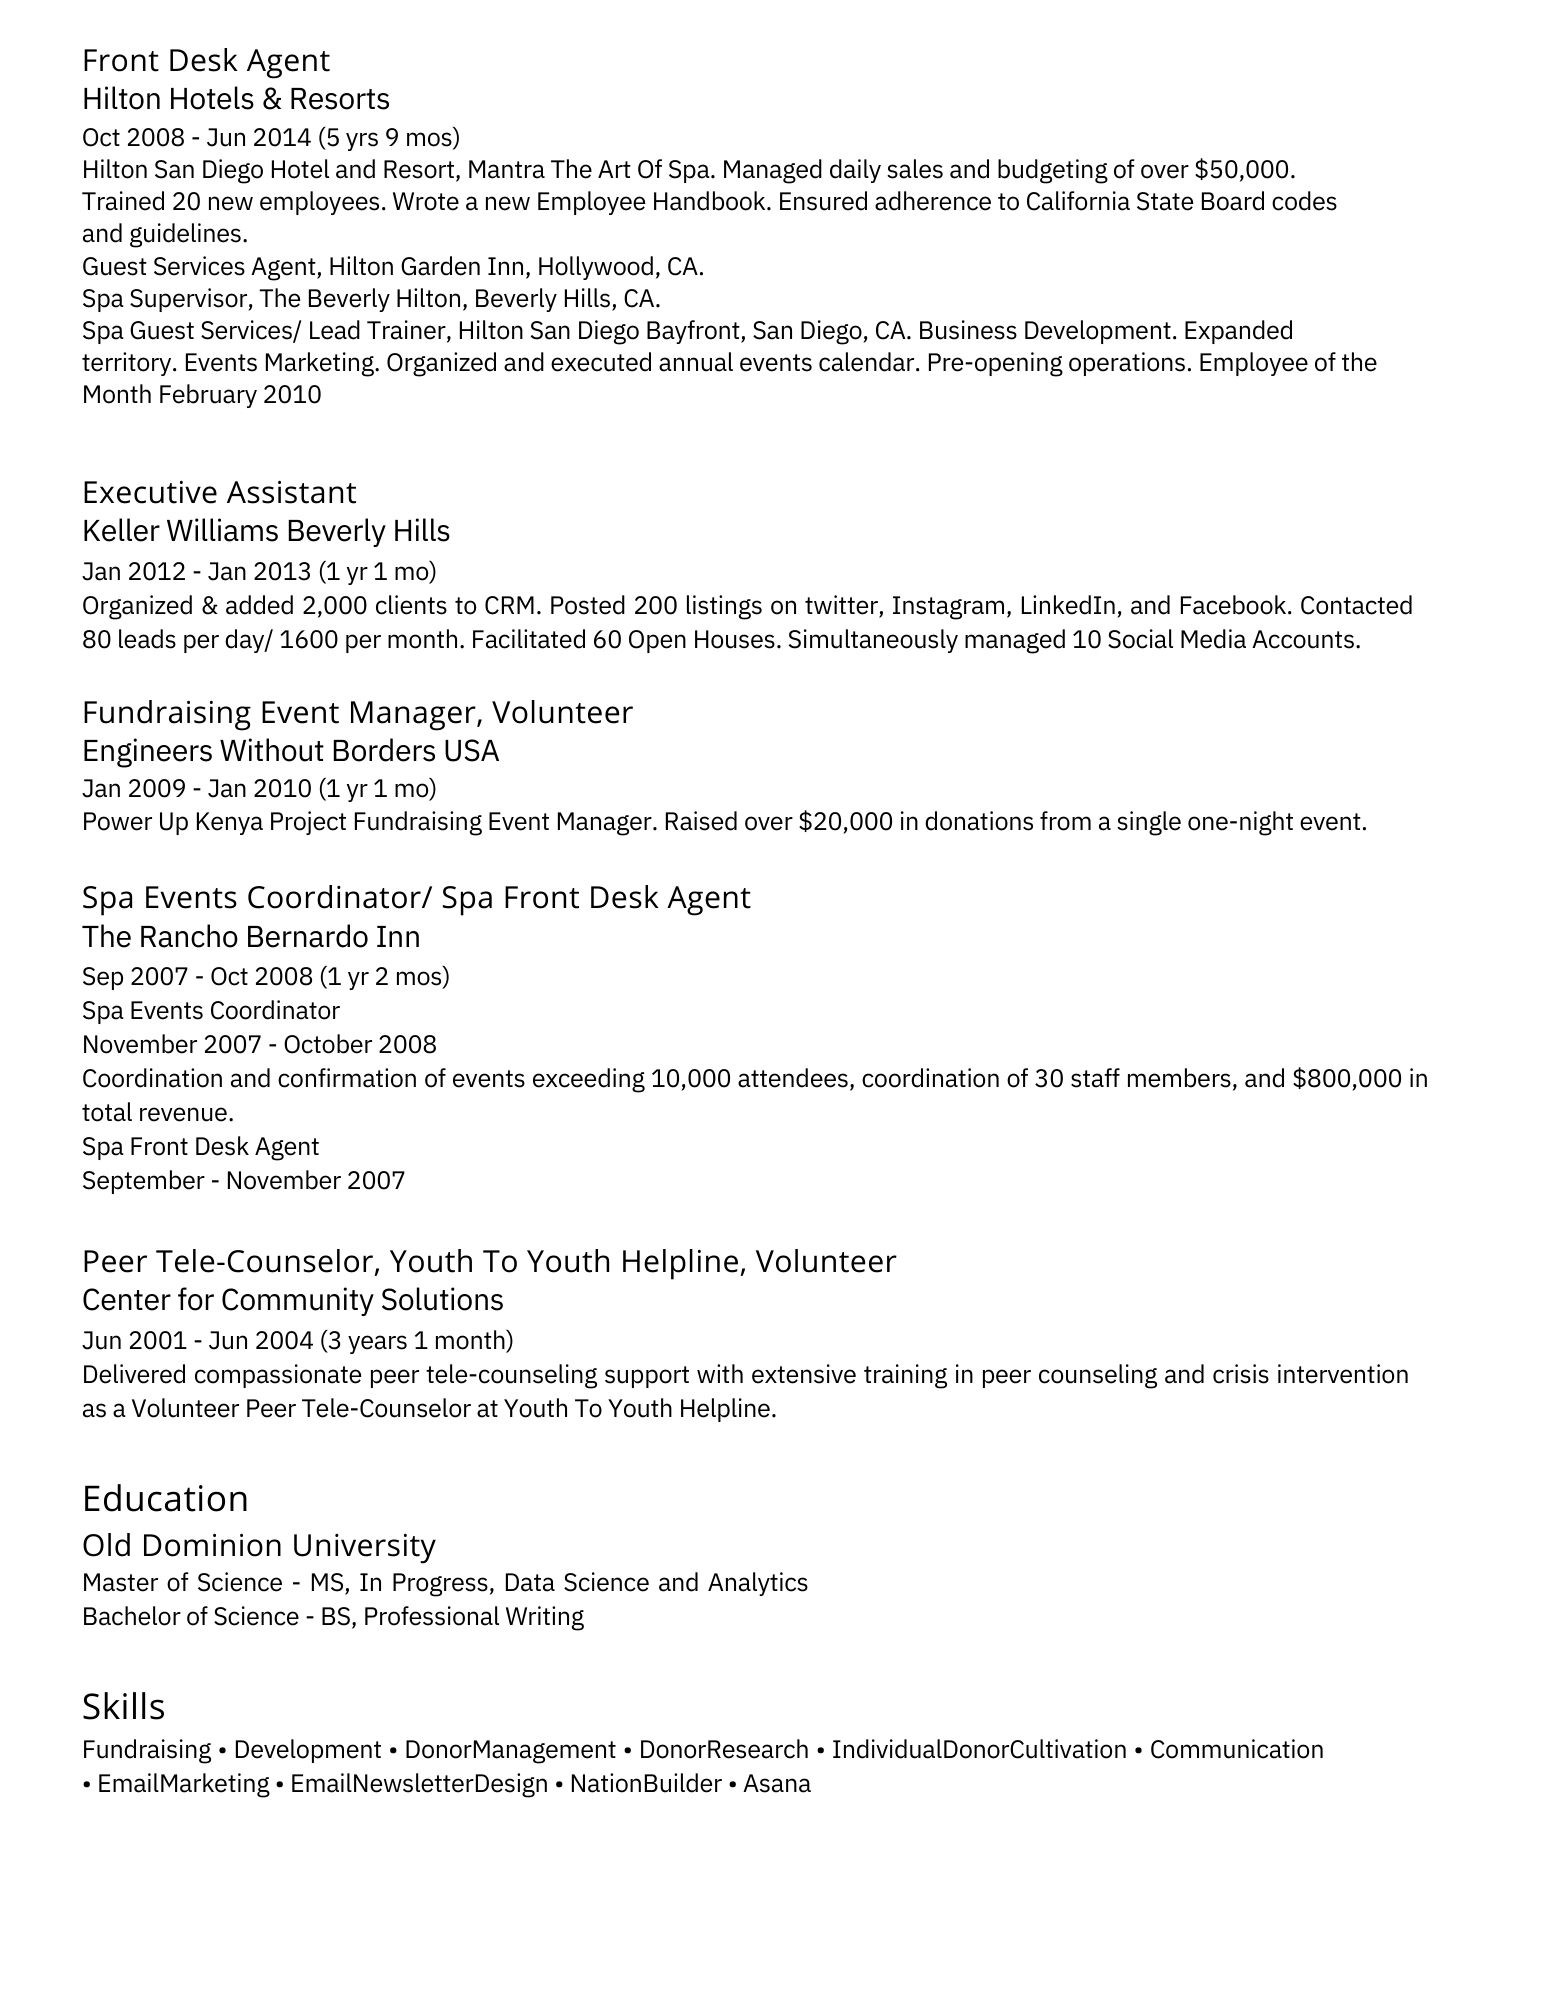 Front Desk Agent
Hilton Hotels & Resorts
Oct 2008 - Jun 2014 (5 yrs 9 mos)
Hilton San Diego Hotel and Resort, Mantra The Art Of Spa. Managed daily sales and budgeting of over $50,000.
Trained 20 new employees. Wrote a new Employee Handbook. Ensured adherence to California State Board codes
and guidelines.
Guest Services Agent, Hilton Garden Inn, Hollywood, CA.
Spa Supervisor, The Beverly Hilton, Beverly Hills, CA.
Spa Guest Services/ Lead Trainer, Hilton San Diego Bayfront, San Diego, CA. Business Development. Expanded
territory. Events Marketing. Organized and executed annual events calendar. Pre-opening operations. Employee of the
Month February 2010
Executive Assistant
Keller Williams Beverly Hills
Jan 2012 - Jan 2013 (1 yr 1 mo)
Organized & added 2,000 clients to CRM. Posted 200 listings on twitter, Instagram, LinkedIn, and Facebook. Contacted
80 leads per day/ 1600 per month. Facilitated 60 Open Houses. Simultaneously managed 10 Social Media Accounts.
Fundraising Event Manager, Volunteer
Engineers Without Borders USA
Jan 2009 - Jan 2010 (1 yr 1 mo)
Power Up Kenya Project Fundraising Event Manager. Raised over $20,000 in donations from a single one-night event.
Spa Events Coordinator/ Spa Front Desk Agent
The Rancho Bernardo Inn
Sep 2007 - Oct 2008 (1 yr 2 mos)
Spa Events Coordinator
November 2007 - October 2008
Coordination and confirmation of events exceeding 10,000 attendees, coordination of 30 staff members, and $800,000 in
total revenue.
Spa Front Desk Agent
September - November 2007
Peer Tele-Counselor, Youth To Youth Helpline, Volunteer
Center for Community Solutions
Jun 2001 - Jun 2004 (3 years 1 month)
Delivered compassionate peer tele-counseling support with extensive training in peer counseling and crisis intervention
as a Volunteer Peer Tele-Counselor at Youth To Youth Helpline.
Education
Old Dominion University
Master of Science - MS, In Progress, Data Science and Analytics
Bachelor of Science - BS, Professional Writing
Skills
Fundraising • Development • DonorManagement • DonorResearch • IndividualDonorCultivation • Communication
• EmailMarketing • EmailNewsletterDesign • NationBuilder • Asana